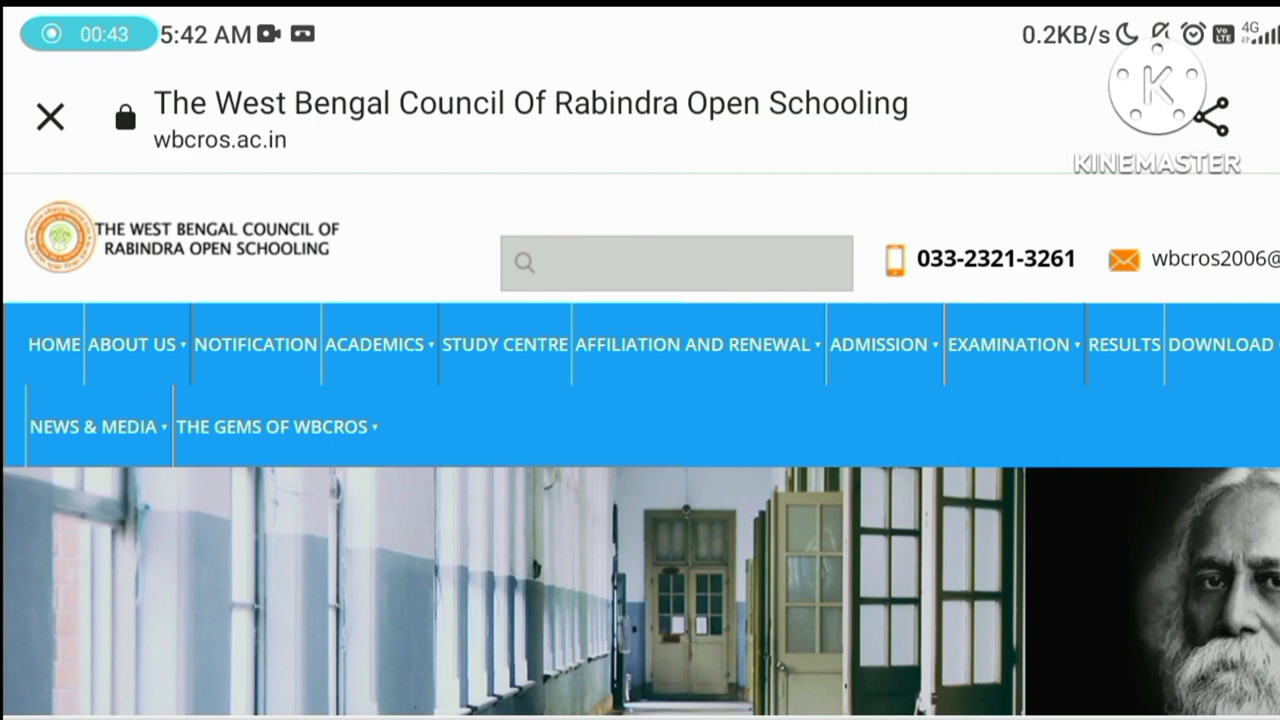 00:43 5:42 AM 0.2KB/s Vo LTE 4G
The West Bengal Council Of Rabindra Open Schooling
wbcros.ac.in
K
KINEMASTER
THE WEST BENGAL COUNCIL OF
RABINDRA OPEN SCHOOLING
033-2321-3261 wbcros2006@
HOME ABOUT US NOTIFICATION ACADEMICS STUDY CENTRE AFFILIATION AND RENEWAL ADMISSION EXAMINATION RESULTS DOWNLOAD
NEWS & MEDIA THE GEMS OF WBCROS